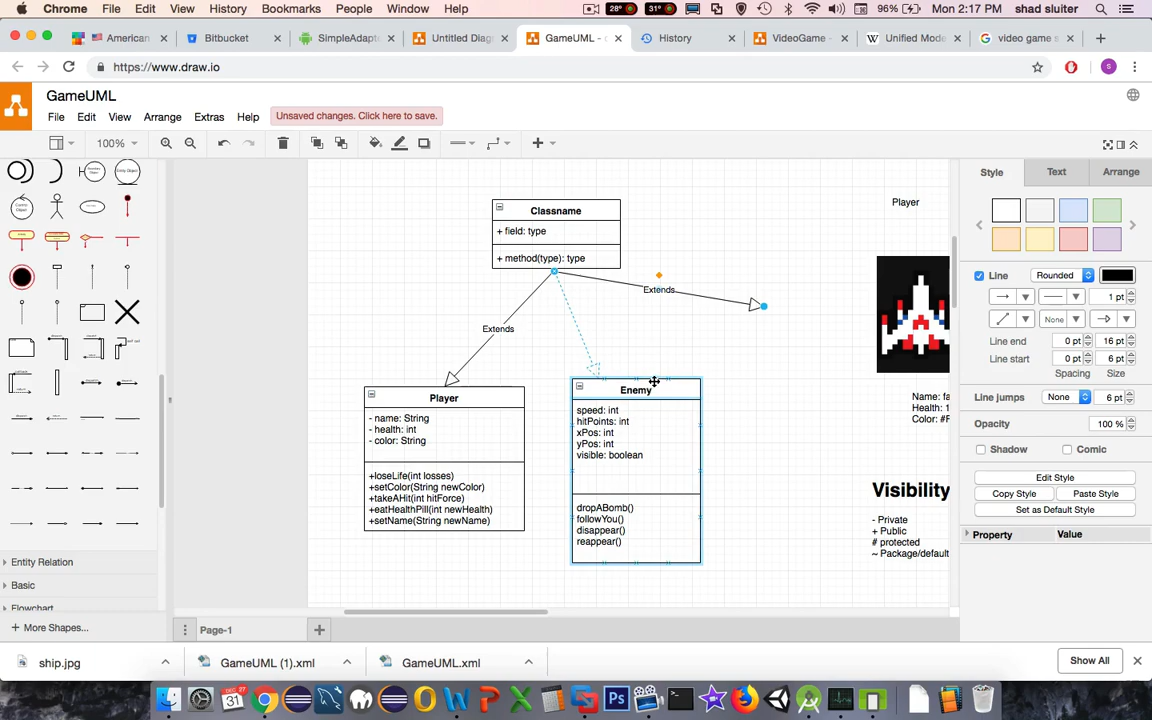 Chrome File Edit View History Bookmarks People Window Help 28° 31° 96% Mon 2:17 PM shad sluiter
American Bitbucket SimpleAdapt Untitled Diag GameUML - History VideoGame - Unified Mode video game s
https://www.draw.io
GameUML
File Edit View Arrange Extras Help Unsaved changes. Click here to save.
100%
Style Text Arrange
Line Rounded
1 pt
None
Line end 0 pt 16 pt
Line start 0 pt 6 pt
Spacing Size
Line jumps None 6 pt
Opacity 100 %
Shadow Comic
Edit Style
Copy Style Paste Style
Set as Default Style
Property Value
Entity Relation
Basic
Flowchart
+ More Shapes...
Classname
+ field: type
+ method(type): type
Extends
Extends
Player
- name: String
- health: int
- color: String
+loseLife(int losses)
+setColor(String newColor)
+takeAHit(int hitForce)
+eatHealthPill(int newHealth)
+setName(String newName)
Enemy
speed: int
hitPoints: int
xPos: int
yPos: int
visible: boolean
dropABomb()
followYou()
disappear()
reappear()
Player
Name: fa
Health: 1
Color: #F
Visibility
- Private
+ Public
# protected
~ Package/default
Page-1
ship.jpg GameUML (1).xml GameUML.xml Show All